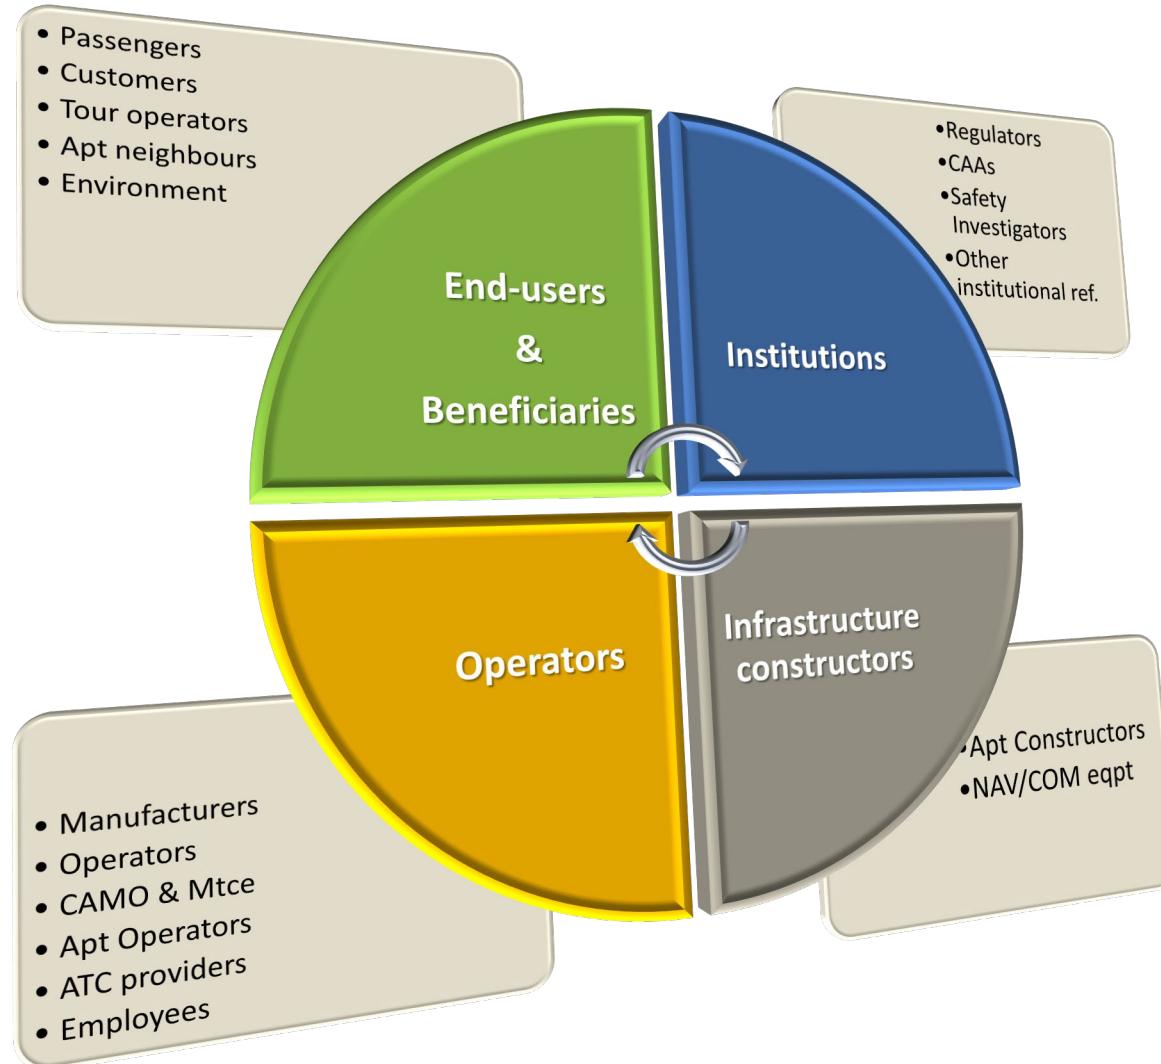 • Passengers
• Customers
• Tour operators
• Apt neighbours
• Environment
•Regulators
•CAAs
•Safety
Investigators
•Other
institutional ref.
End-users
&
Beneficiaries
Institutions
Operators
Infrastructure
constructors
• Manufacturers
• Operators
• CAMO & Mtce
• Apt Operators
• ATC providers
• Employees
•Apt Constructors
•NAV/COM eqpt